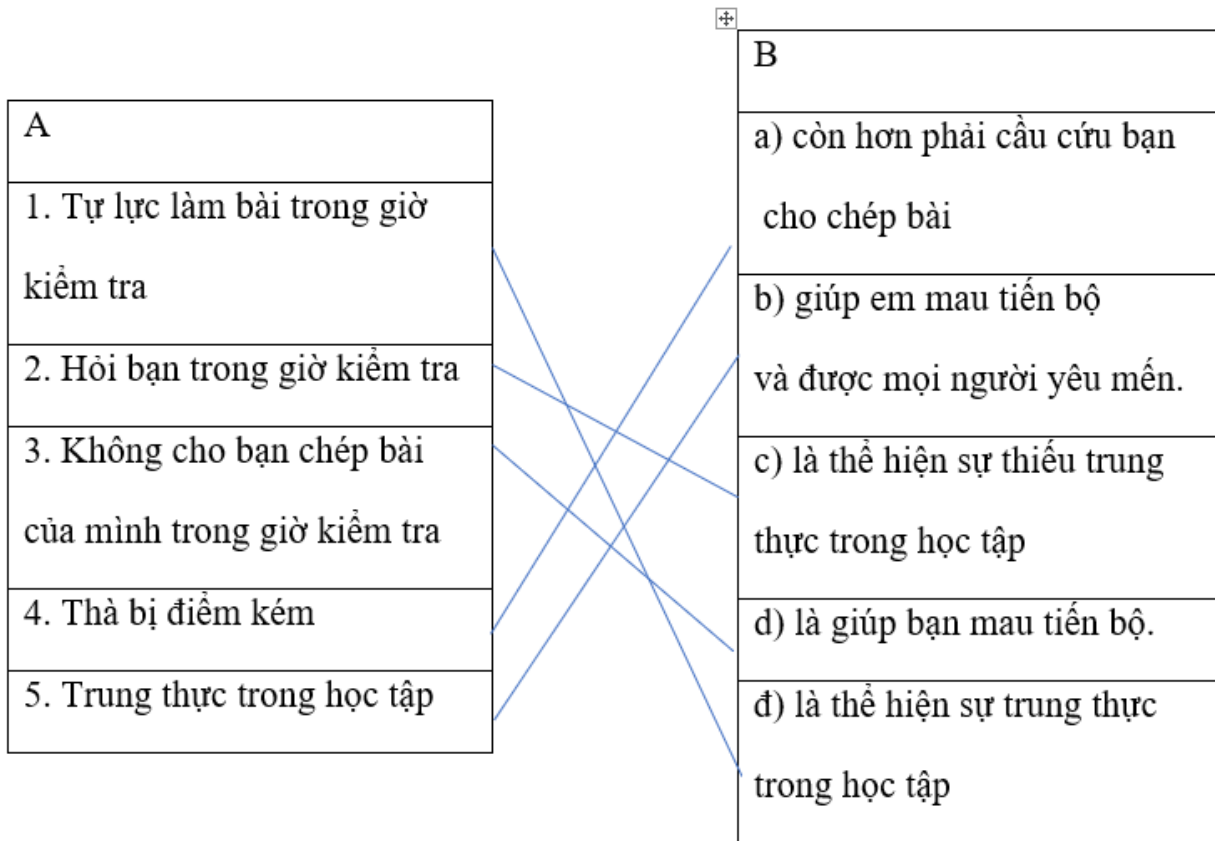 A
1. Tự lực làm bài trong giờ
kiểm tra
2. Hỏi bạn trong giờ kiểm tra
3. Không cho bạn chép bài
của mình trong giờ kiểm tra
4. Thà bị điểm kém
5. Trung thực trong học tập
B
a) còn hơn phải cầu cứu bạn
cho chép bài
b) giúp em mau tiến bộ
và được mọi người yêu mến.
c) là thể hiện sự thiếu trung
thực trong học tập
d) là giúp bạn mau tiến bộ.
đ) là thể hiện sự trung thực
trong học tập